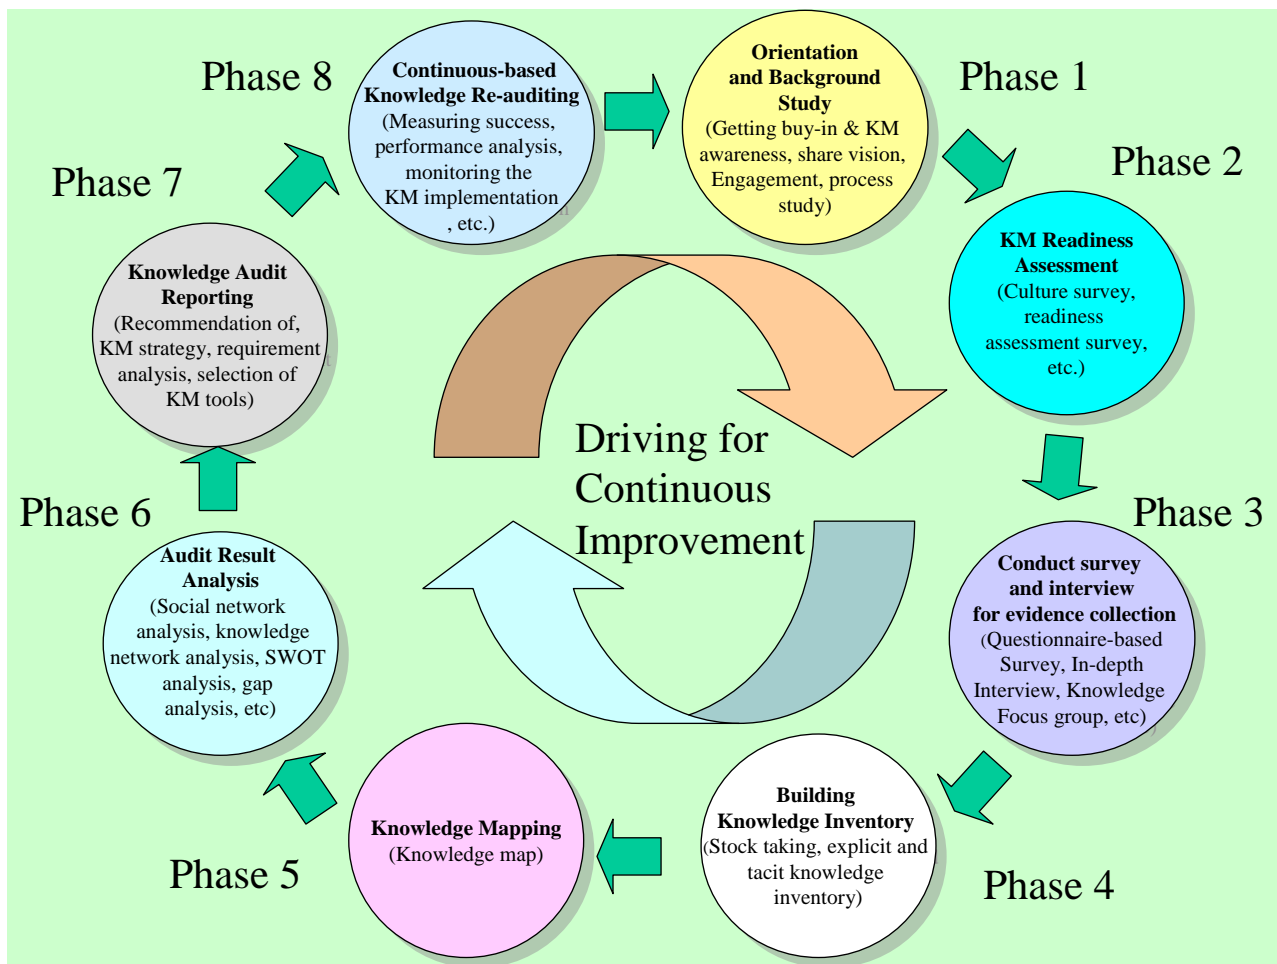 Phase 1
Orientation
and Background
Study
(Getting buy-in & KM
awareness, share vision,
Engagement, process
study)
Phase 2
KM Readiness
Assessment
(Culture survey,
readiness
assessment survey,
etc.)
Phase 3
Conduct survey
and interview
for evidence collection
(Questionnaire-based
Survey, In-depth
Interview, Knowledge
Focus group, etc)
Phase 4
Building
Knowledge Inventory
(Stock taking, explicit and
tacit knowledge
inventory)
Phase 5
Knowledge Mapping
(Knowledge map)
Phase 6
Audit Result
Analysis
(Social network
analysis, knowledge
network analysis, SWOT
analysis, gap
analysis, etc)
Phase 7
Knowledge Audit
Reporting
(Recommendation of,
KM strategy, requirement
analysis, selection of
KM tools)
Phase 8
Continuous-based
Knowledge Re-auditing
(Measuring success,
performance analysis,
monitoring the
KM implementation
, etc.)
Driving for
Continuous
Improvement